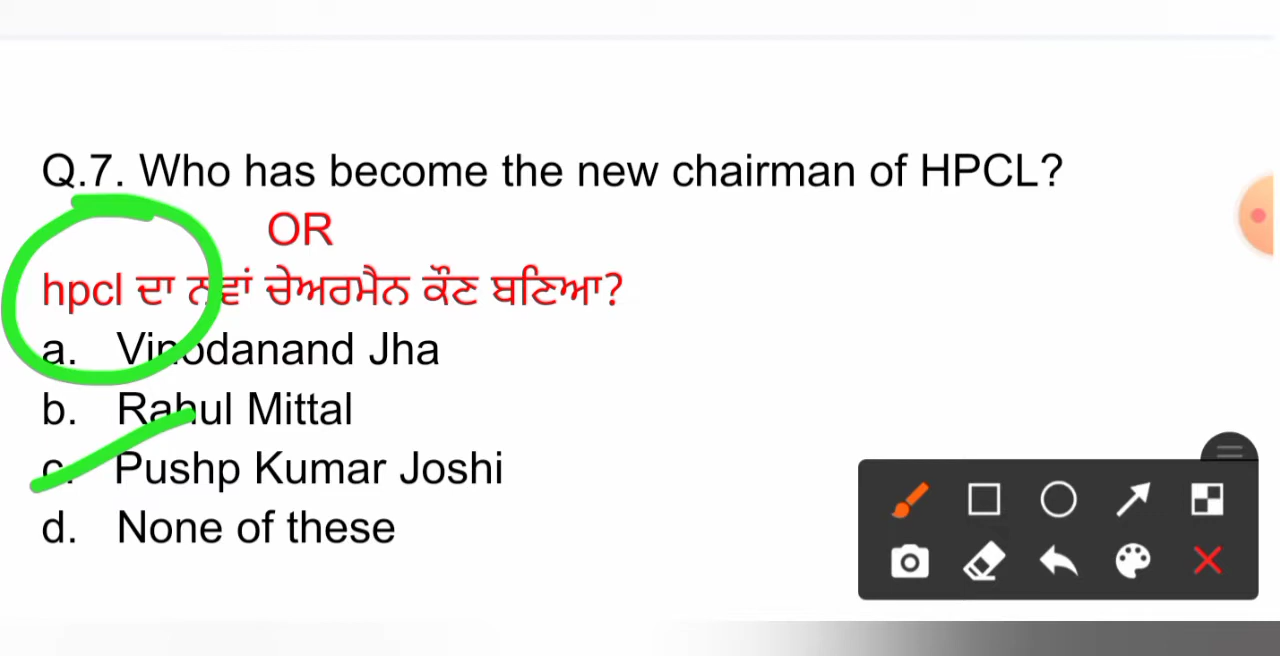 Q.7. Who has become the new chairman of HPCL?
OR
hpcl ਦਾ ਨਵਾਂ ਚੇਅਰਮੈਨ ਕੌਣ ਬਣਿਆ?
a. Vinodanand Jha
b. Rahul Mittal
c. Pushp Kumar Joshi
d. None of these